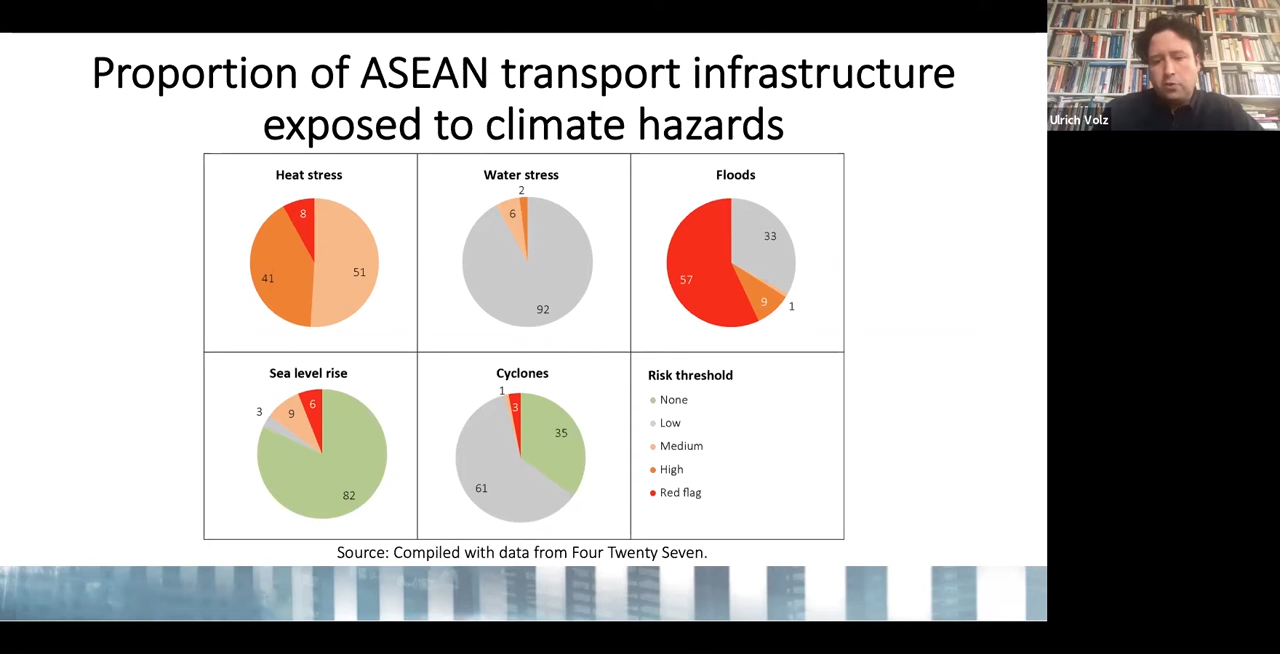 Proportion of ASEAN transport infrastructure
exposed to climate hazards
Ulrich Volz
Heat stress
8
41
51
Water stress
2
6
92
Floods
33
57
9
1
Sea level rise
3
9
6
82
Cyclones
1
3
35
61
Risk threshold
None
Low
Medium
High
Red flag
Source: Compiled with data from Four Twenty Seven.